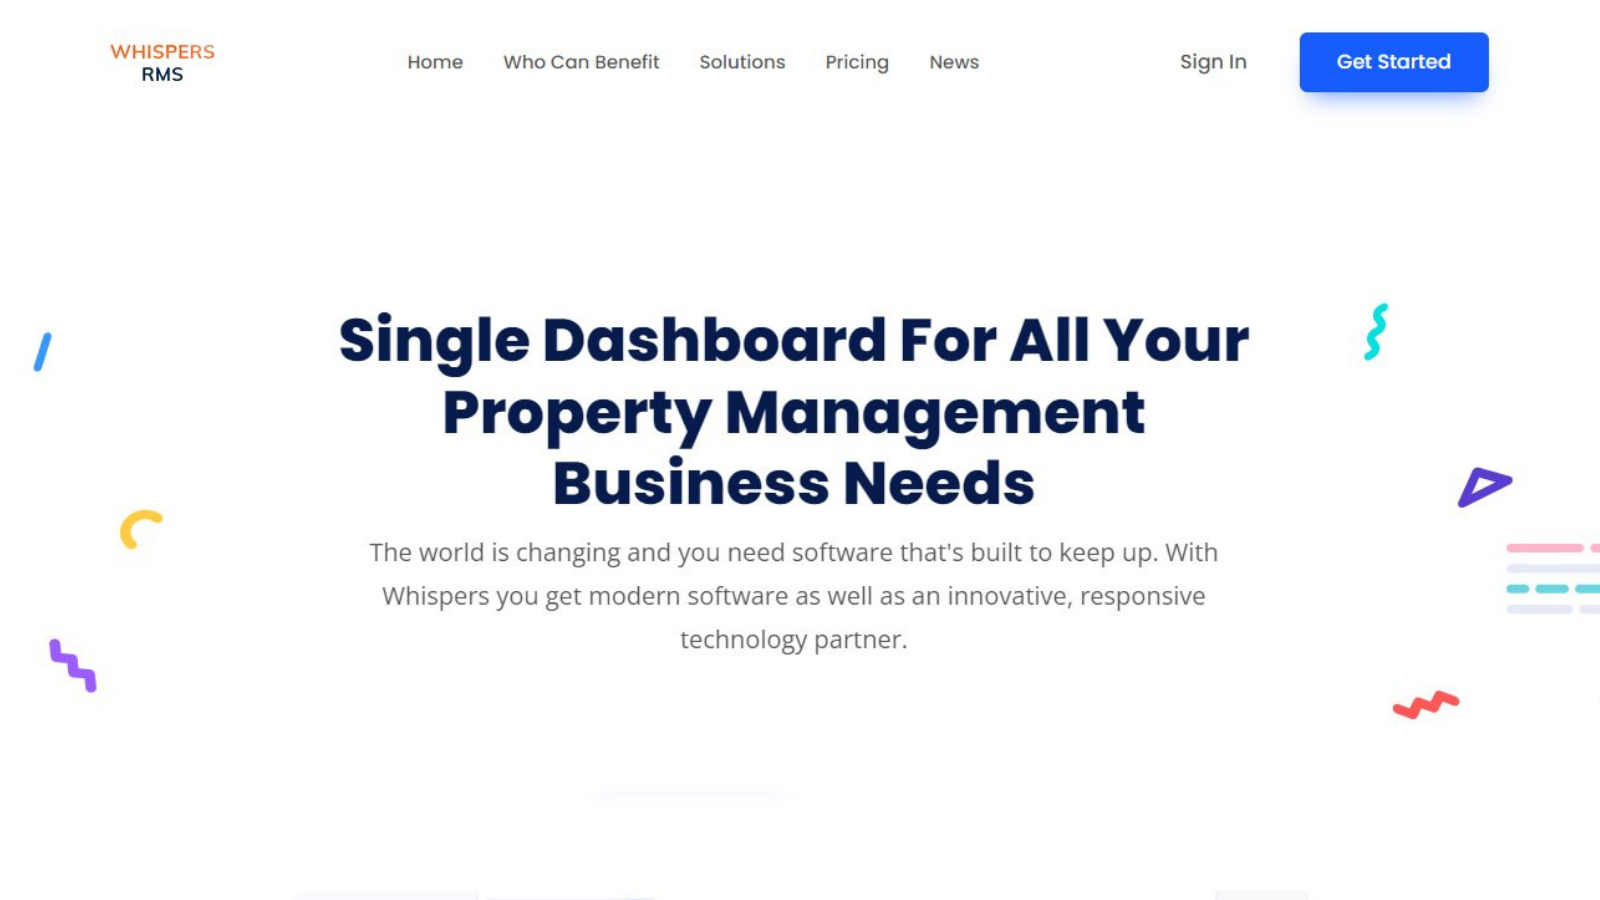 WHISPERS
RMS
Home
Who Can Benefit
Solutions
Pricing
News
Sign In
Get Started
Single Dashboard For All Your
Property Management
Business Needs
The world is changing and you need software that's built to keep up. With
Whispers you get modern software as well as an innovative, responsive
technology partner.